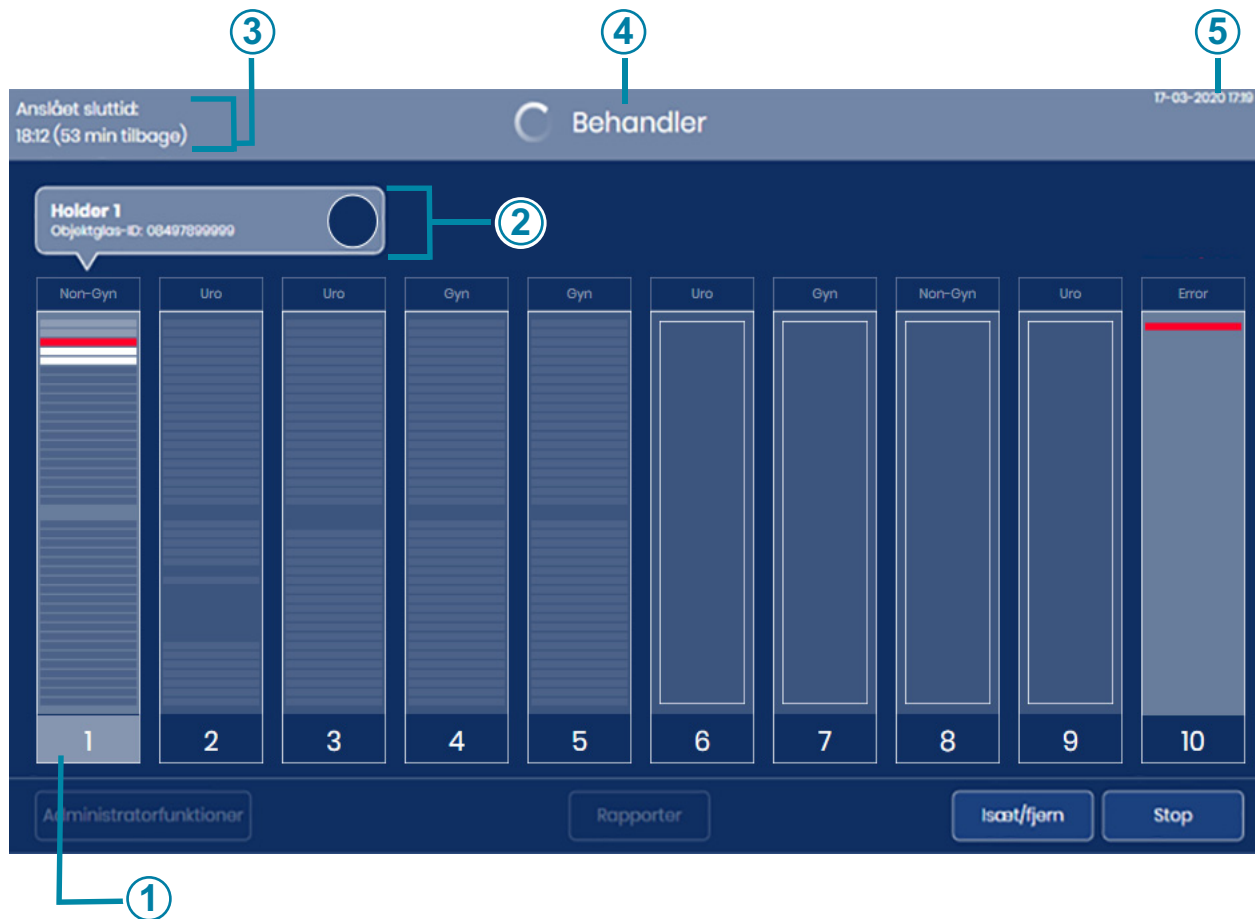 3
4
5
Anslået sluttid:
18:12 (53 min tilbage)
Behandler
17-03-2020 17:19
Holder 1
Objektglas-ID: 08497899999
2
Non-Gyn
Uro
Uro
Gyn
Gyn
Uro
Gyn
Non-Gyn
Uro
Error
1
2
3
4
5
6
7
8
9
10
Administratorfunktioner
Rapporter
Isæt/fjern
Stop
1